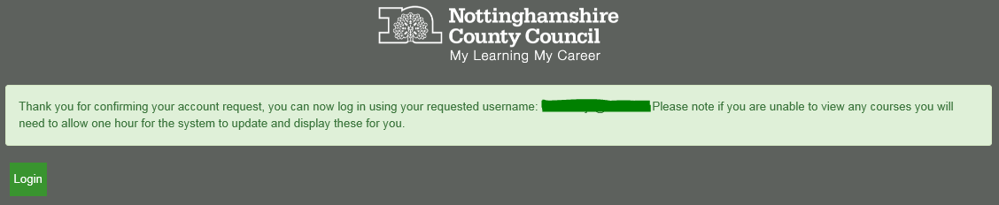 Nottinghamshire
County Council
My Learning My Career
Thank you for confirming your account request, you can now log in using your requested username: Please note if you are unable to view any courses you will
need to allow one hour for the system to update and display these for you.
Login